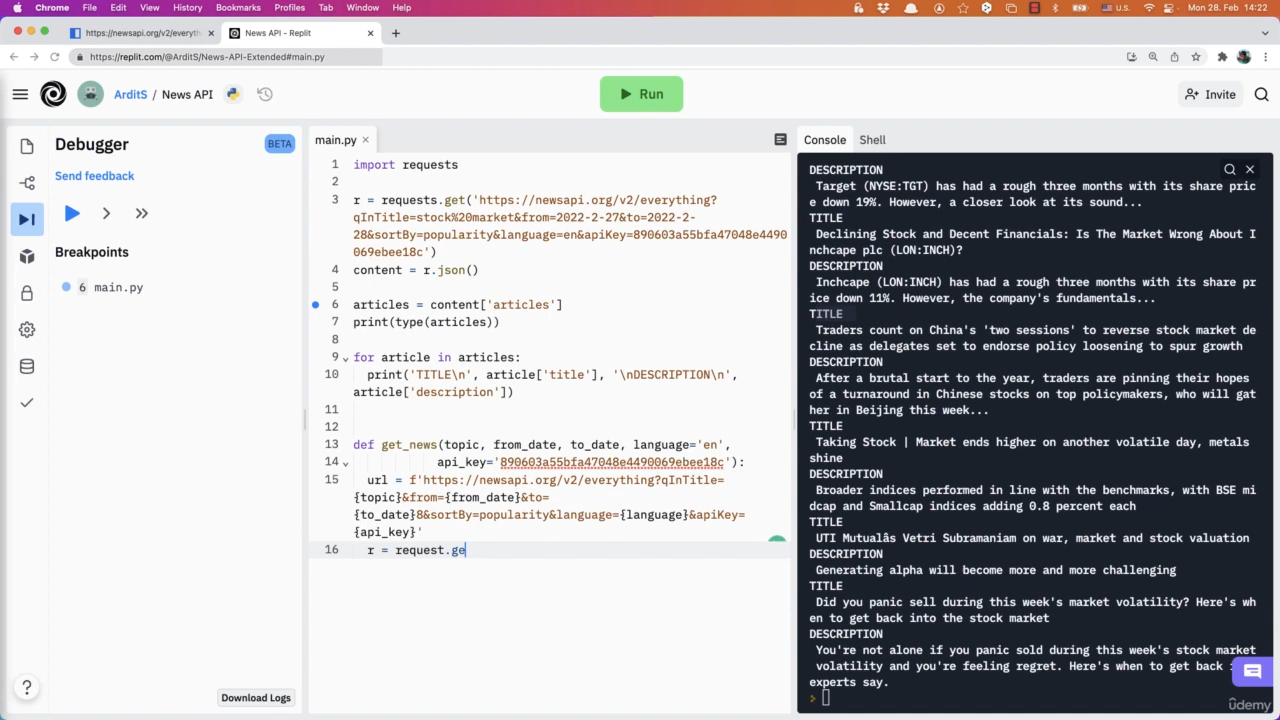 Chrome File Edit View History Bookmarks Profiles Tab Window Help U.S. Mon 28. Feb 14:22
https://newsapi.org/v2/everyth × News API - Replit × +
https://replit.com/@ArditS/News-API-Extended#main.py
ArditS / News API
Run
Invite
Debugger BETA
Send feedback
Breakpoints
6 main.py
?
Download Logs
main.py ×
1 import requests
2
3 r = requests.get('https://newsapi.org/v2/everything?
qInTitle=stock%20market&from=2022-2-27&to=2022-2-
28&sortBy=popularity&language=en&apiKey=890603a55bfa47048e4490
069ebee18c')
4 content = r.json()
5
6 articles = content['articles']
7 print(type(articles))
8
9 for article in articles:
10 print('TITLE\n', article['title'], '\nDESCRIPTION\n',
article['description'])
11
12
13 def get_news(topic, from_date, to_date, language='en',
14 api_key='890603a55bfa47048e4490069ebee18c'):
15 url = f'https://newsapi.org/v2/everything?qInTitle=
{topic}&from={from_date}&to=
{to_date}8&sortBy=popularity&language={language}&apiKey=
{api_key}'
16 r = request.ge
Console Shell
DESCRIPTION
Target (NYSE:TGT) has had a rough three months with its share pric
e down 19%. However, a closer look at its sound...
TITLE
Declining Stock and Decent Financials: Is The Market Wrong About I
nchcape plc (LON:INCH)?
DESCRIPTION
Inchcape (LON:INCH) has had a rough three months with its share pr
ice down 11%. However, the company's fundamentals...
TITLE
Traders count on China's 'two sessions' to reverse stock market de
cline as delegates set to endorse policy loosening to spur growth
DESCRIPTION
After a brutal start to the year, traders are pinning their hopes
of a turnaround in Chinese stocks on top policymakers, who will gat
her in Beijing this week...
TITLE
Taking Stock | Market ends higher on another volatile day, metals
shine
DESCRIPTION
Broader indices performed in line with the benchmarks, with BSE mi
dcap and Smallcap indices adding 0.8 percent each
TITLE
UTI Mutualâs Vetri Subramaniam on war, market and stock valuation
DESCRIPTION
Generating alpha will become more and more challenging
TITLE
Did you panic sell during this week's market volatility? Here's wh
en to get back into the stock market
DESCRIPTION
You're not alone if you panic sold during this week's stock market
volatility and you're feeling regret. Here's when to get back
experts say.
>
ûdemy